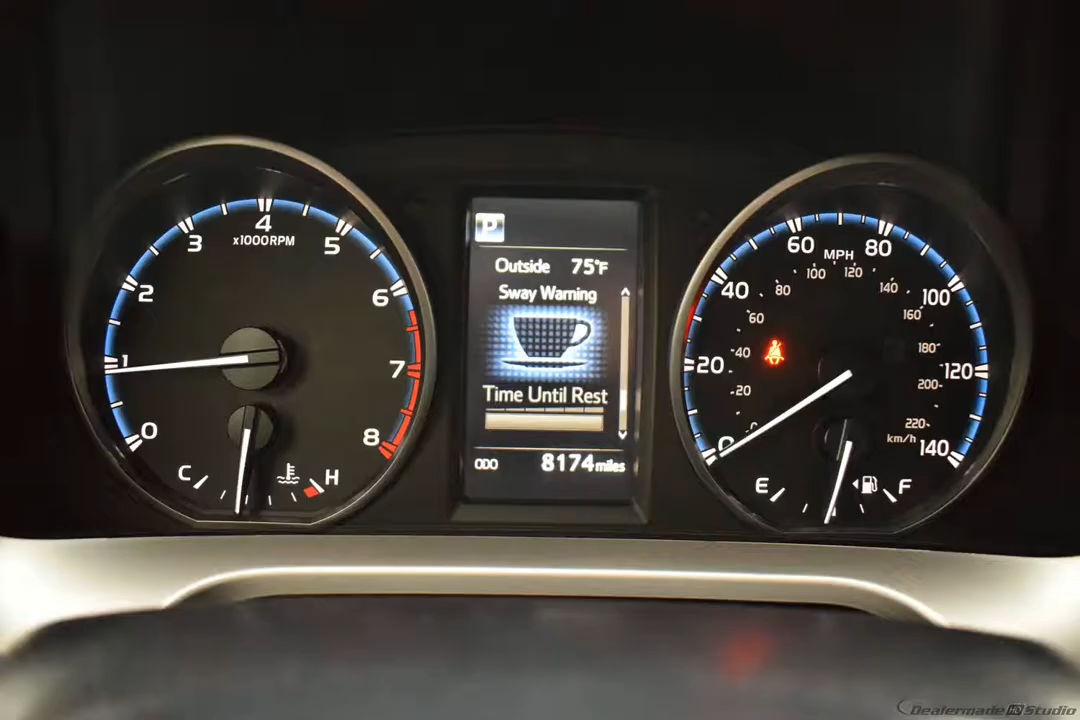 0
1
2
3
4
x1000RPM
5
6
7
8
C
H
P
Outside 75°F
Sway Warning
Time Until Rest
ODO 8174 miles
0
20
40
60
80
100
120
140
MPH
20
40
60
80
100
120
140
160
180
200
220
km/h
E
F
Dealermade HD Studio